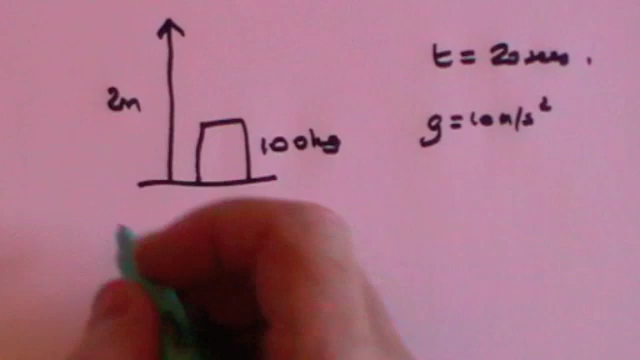 t = 20 secs.
2m
g = 10m/s²
100kg